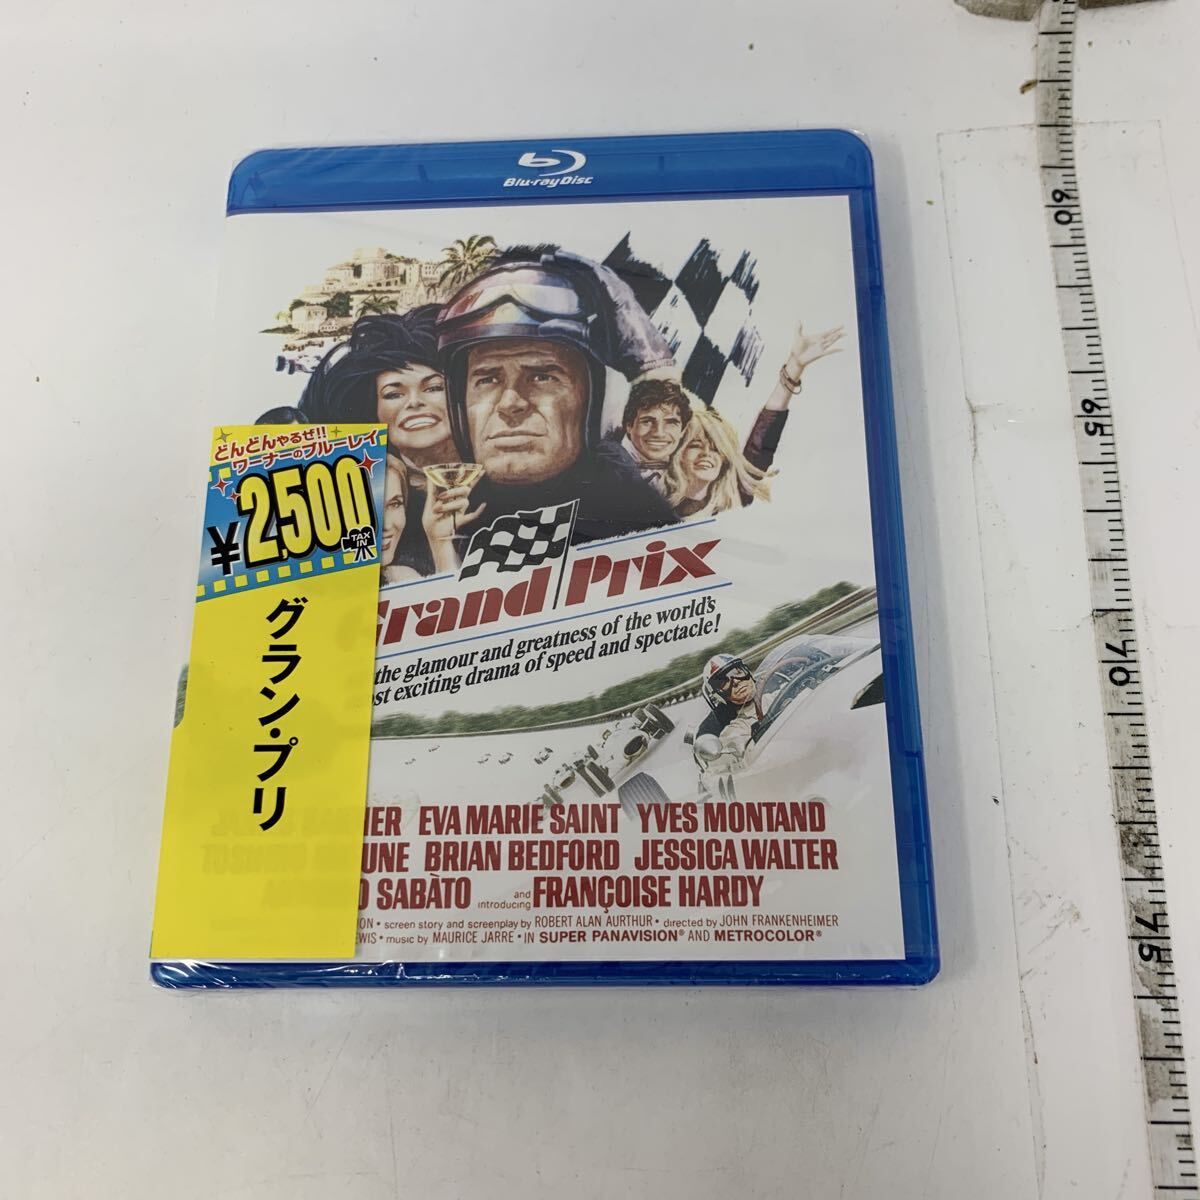 Blu-ray Disc
どんどんやるぜ!!
ワーナーのブルーレイ
¥2,500
TAX
IN
グラン・プリ
Grand Prix
the glamour and greatness of the world's
exciting drama of speed and spectacle!
EVA MARIE SAINT YVES MONTAND
BRIAN BEDFORD JESSICA WALTER
SABÀTO and introducing FRANÇOISE HARDY
• screen story and screenplay by ROBERT ALAN AURTHUR • directed by JOHN FRANKENHEIMER
• music by MAURICE JARRE • IN SUPER PANAVISION® AND METROCOLOR®
60
65
70
75